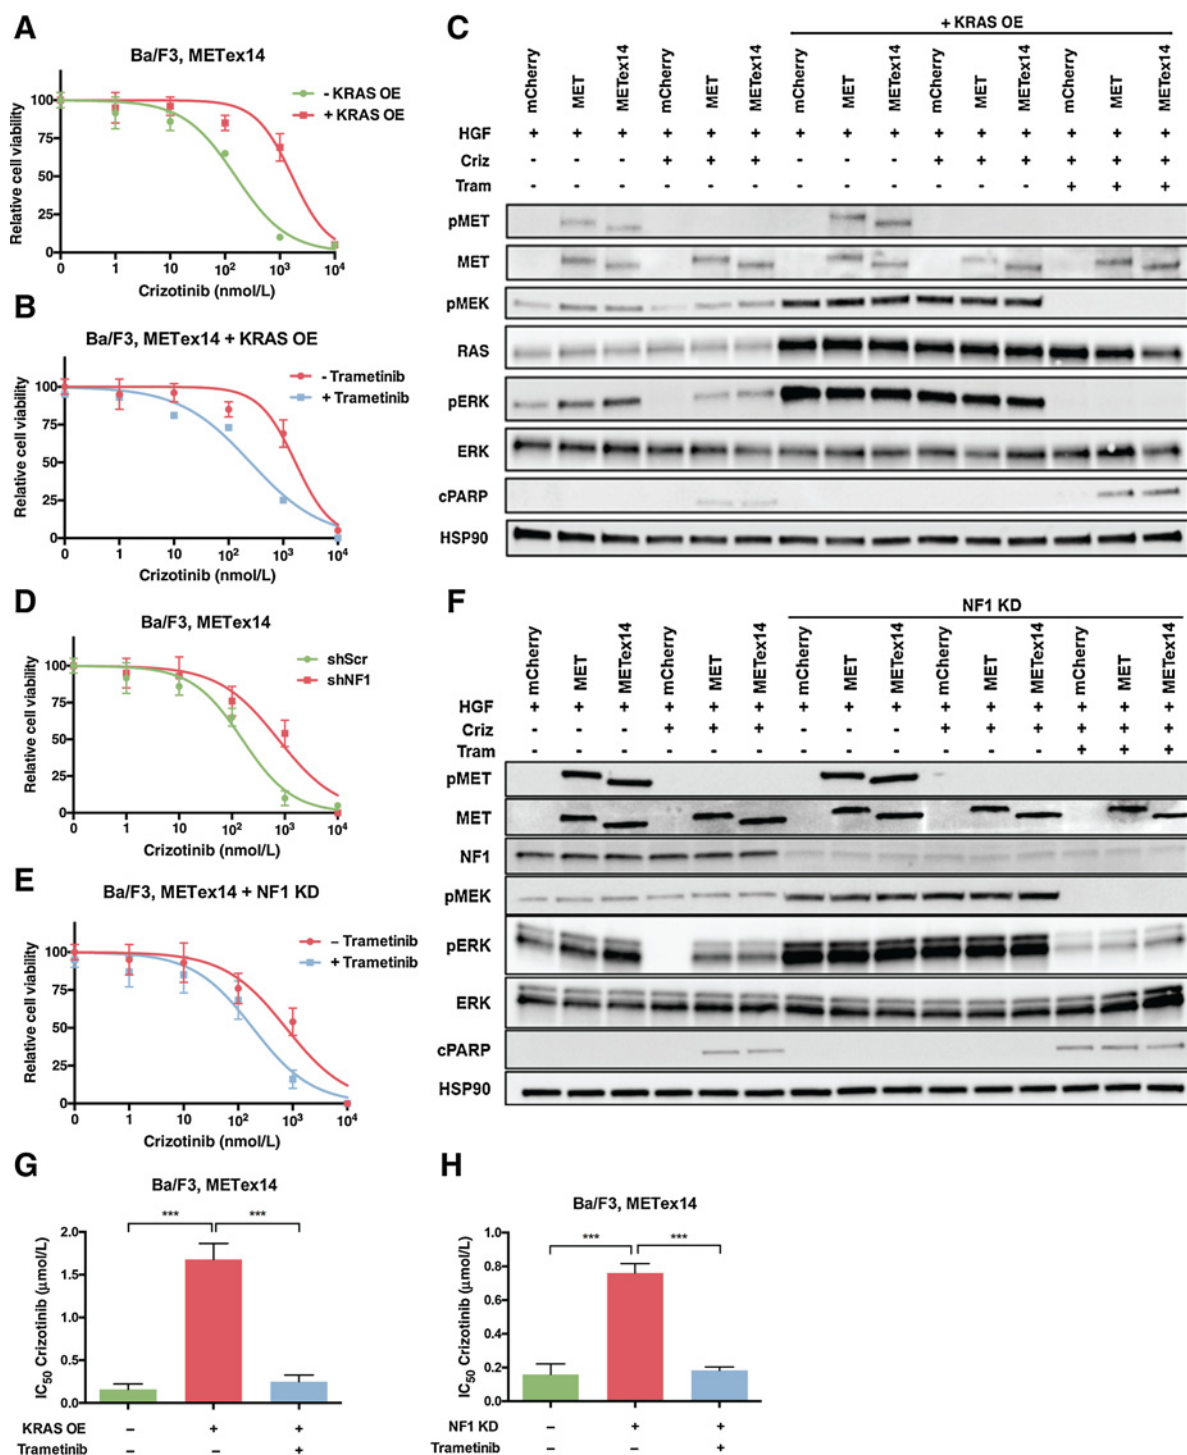 A
Ba/F3, METex14
- KRAS OE
+ KRAS OE
Relative cell viability
100
75
50
25
0
0 1 10 10² 10³ 10⁴
Crizotinib (nmol/L)
B
Ba/F3, METex14 + KRAS OE
- Trametinib
+ Trametinib
Relative cell viability
100
75
50
25
0
0 1 10 10² 10³ 10⁴
Crizotinib (nmol/L)
C
+ KRAS OE
mCherry MET METex14 mCherry MET METex14 mCherry MET METex14 mCherry MET METex14 mCherry MET METex14
HGF + + + + + + + + + + + + + + +
Criz - - - + + + - - - + + + + + +
Tram - - - - - - - - - - - - + + +
pMET
MET
pMEK
RAS
pERK
ERK
cPARP
HSP90
D
Ba/F3, METex14
shScr
shNF1
Relative cell viability
100
75
50
25
0
0 1 10 10² 10³ 10⁴
Crizotinib (nmol/L)
E
Ba/F3, METex14 + NF1 KD
– Trametinib
+ Trametinib
Relative cell viability
100
75
50
25
0
0 1 10 10² 10³ 10⁴
Crizotinib (nmol/L)
F
NF1 KD
mCherry MET METex14 mCherry MET METex14 mCherry MET METex14 mCherry MET METex14 mCherry MET METex14
HGF + + + + + + + + + + + + + + +
Criz - - - + + + - - - + + + + + +
Tram - - - - - - - - - - - - + + +
pMET
MET
NF1
pMEK
pERK
ERK
cPARP
HSP90
G
Ba/F3, METex14
*** ***
IC₅₀ Crizotinib (µmol/L)
2.0
1.5
1.0
0.5
0.0
KRAS OE – + +
Trametinib – – +
H
Ba/F3, METex14
*** ***
IC₅₀ Crizotinib (µmol/L)
1.0
0.8
0.6
0.4
0.2
0.0
NF1 KD – + +
Trametinib – – +